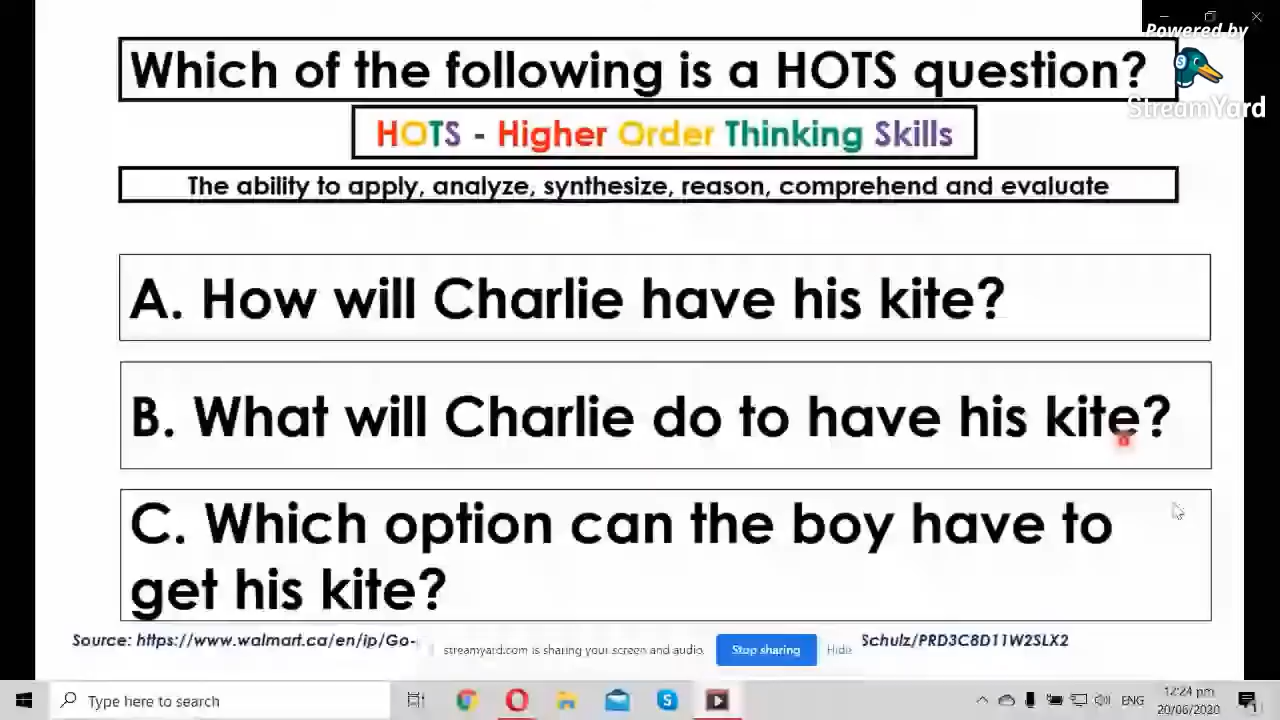 Powered by
StreamYard
Which of the following is a HOTS question?
HOTS - Higher Order Thinking Skills
The ability to apply, analyze, synthesize, reason, comprehend and evaluate
A. How will Charlie have his kite?
B. What will Charlie do to have his kite?
C. Which option can the boy have to
get his kite?
Source: https://www.walmart.ca/en/ip/Go- Schulz/PRD3C8D11W2SLX2
streamyard.com is sharing your screen and audio. Stop sharing Hide
Type here to search
ENG
12:24 pm
20/06/2020